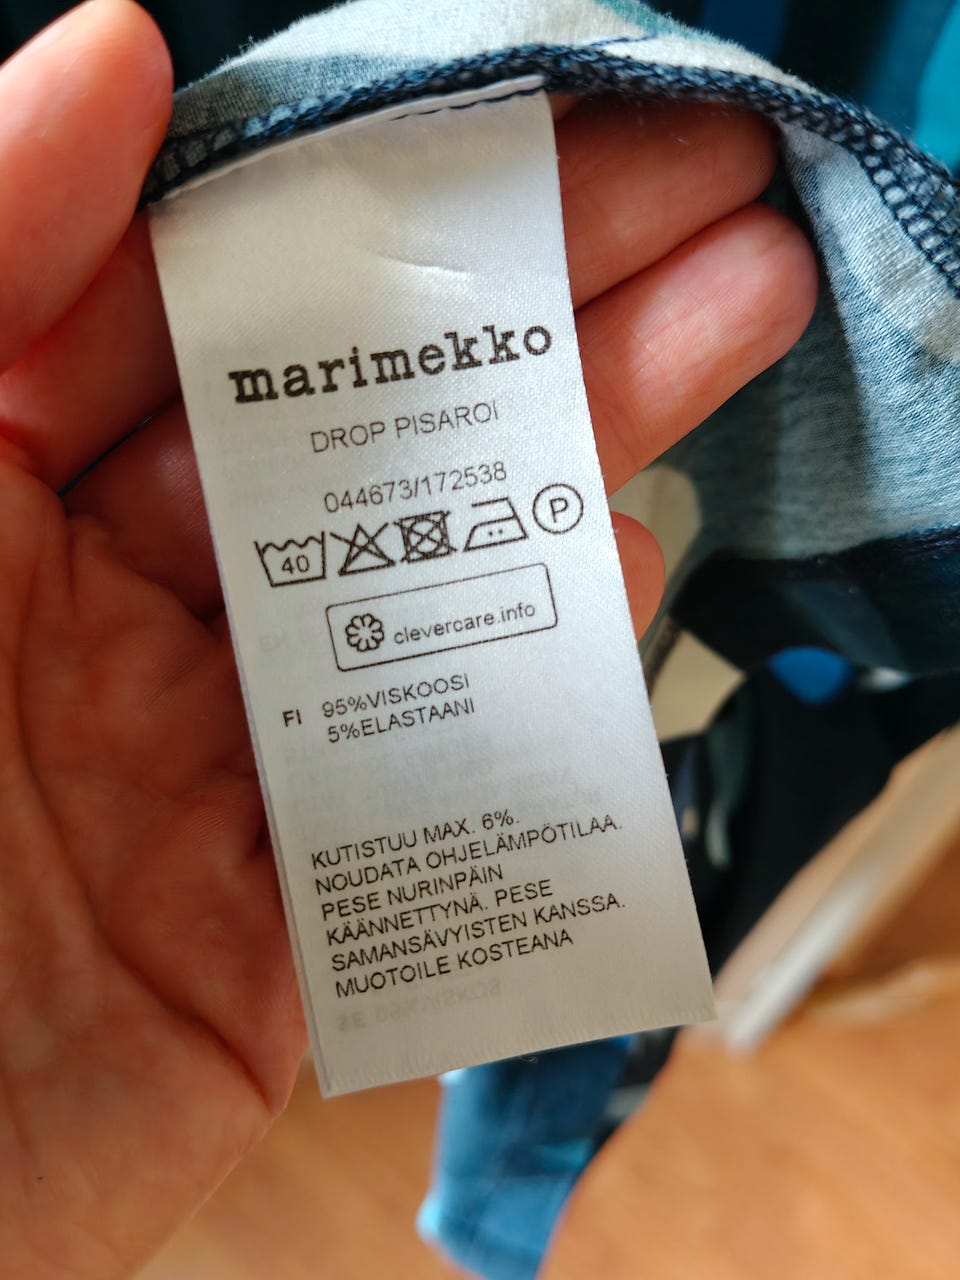 marimekko
DROP PISAROI
044673/172538
40 P
clevercare.info
FI 95%VISKOOSI
5%ELASTAANI
KUTISTUU MAX. 6%.
NOUDATA OHJELÄMPÖTILAA.
PESE NURINPÄIN
KÄÄNNETTYNÄ. PESE
SAMANSÄVYISTEN KANSSA.
MUOTOILE KOSTEANA